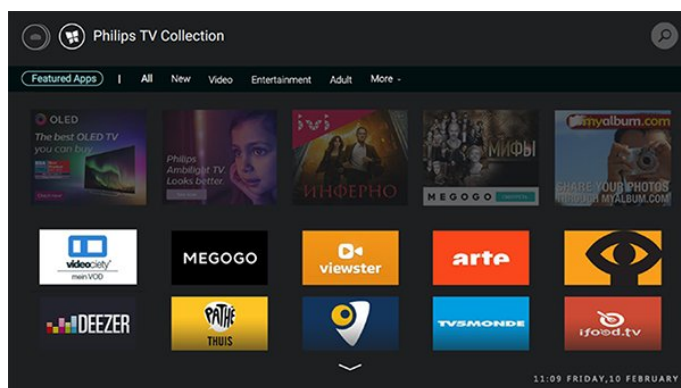 Philips TV Collection
Featured Apps | All New Video Entertainment Adult More
OLED
The best OLED TV
you can buy
Philips
Ambilight TV.
Looks better.
ivi
ИНФЕРНО
МИФЫ
MEGOGO
myalbum.com
SHARE YOUR PHOTOS
THROUGH MYALBUM.COM
videociety
mein VOD
MEGOGO
viewster
arte
DEEZER
PATHÉ
THUIS
TV5MONDE
ifood.tv
11:09 FRIDAY,10 FEBRUARY